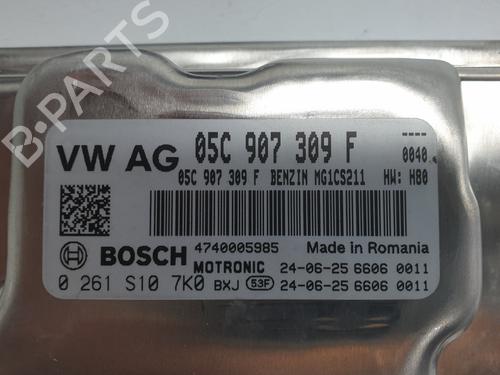 B-PARTS
VW AG 05C 907 309 F ----
0040
05C 907 309 F BENZIN MG1CS211 HW: H80
BOSCH 4740005985 Made in Romania
MOTRONIC 24-06-25 6606 0011
0 261 S10 7K0 BXJ 53F 24-06-25 6606 0011